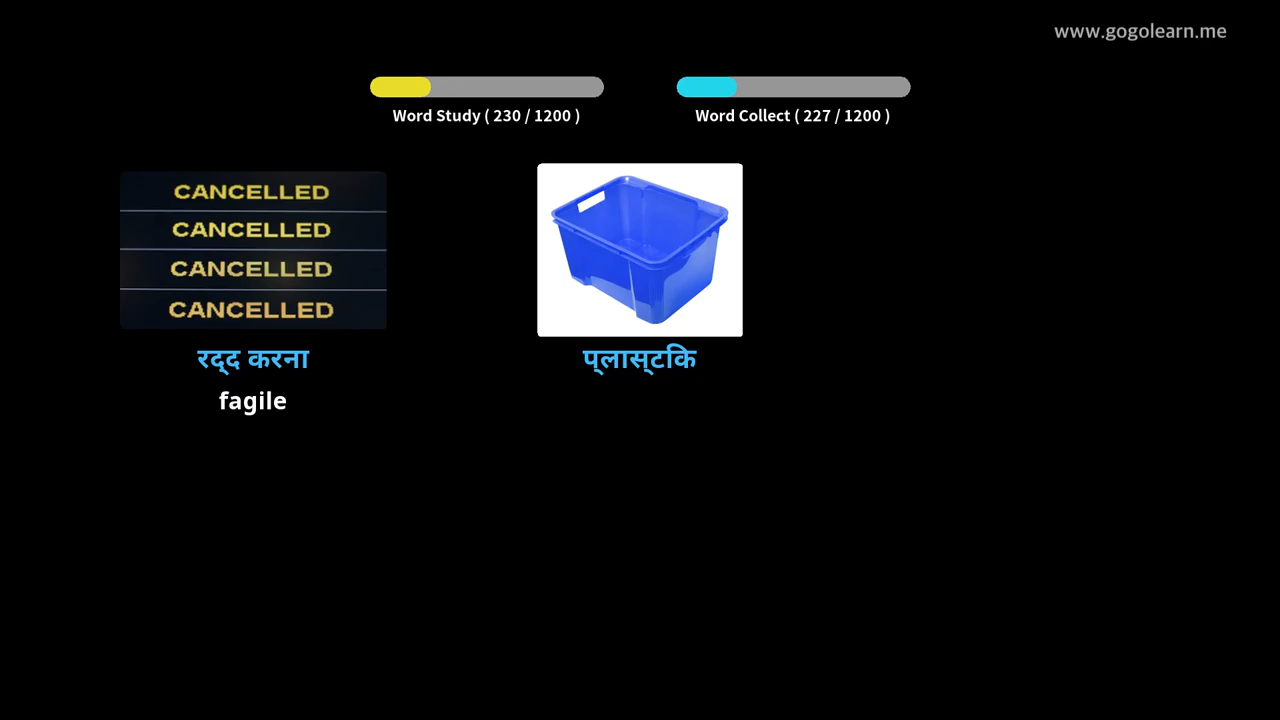 www.gogolearn.me
Word Study ( 230 / 1200 )
Word Collect ( 227 / 1200 )
CANCELLED
CANCELLED
CANCELLED
CANCELLED
रद्द करना
प्लास्टिक
fagile